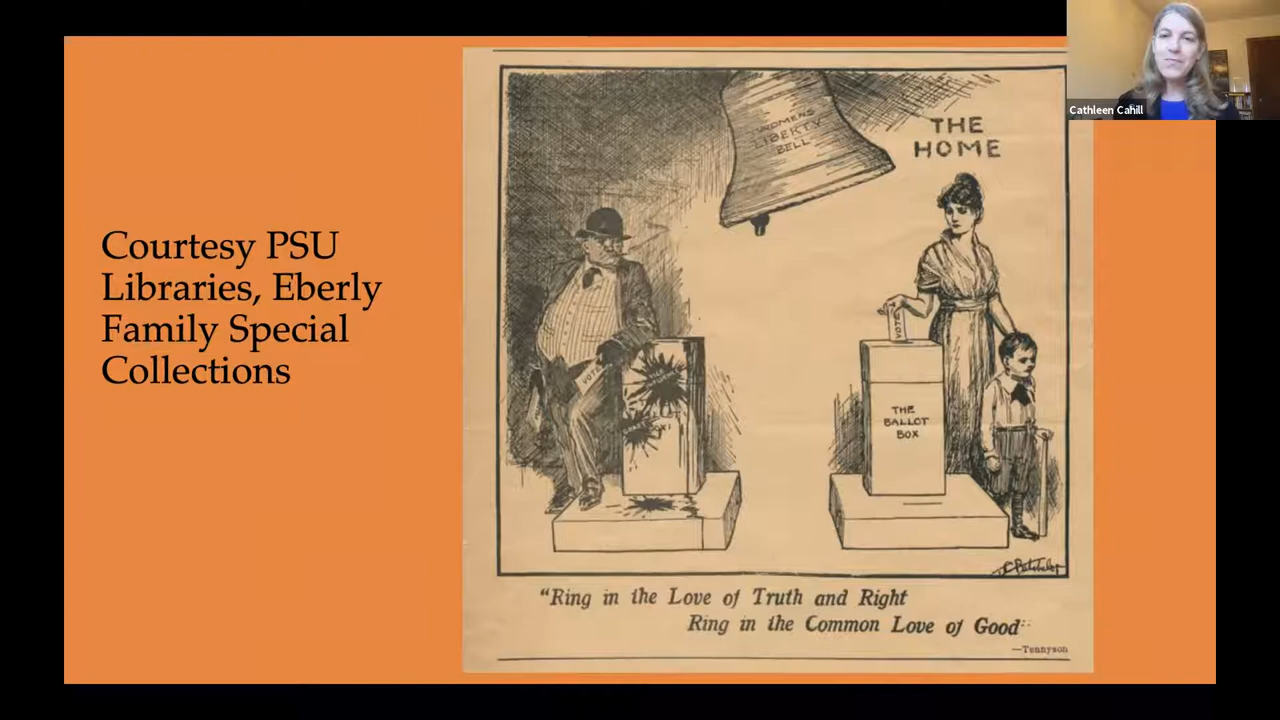 Courtesy PSU
Libraries, Eberly
Family Special
Collections
WOMENS
LIBERTY
BELL
THE
HOME
VOTE
VOTE
THE
BALLOT
BOX
"Ring in the Love of Truth and Right
Ring in the Common Love of Good"
—Tennyson
Cathleen Cahill